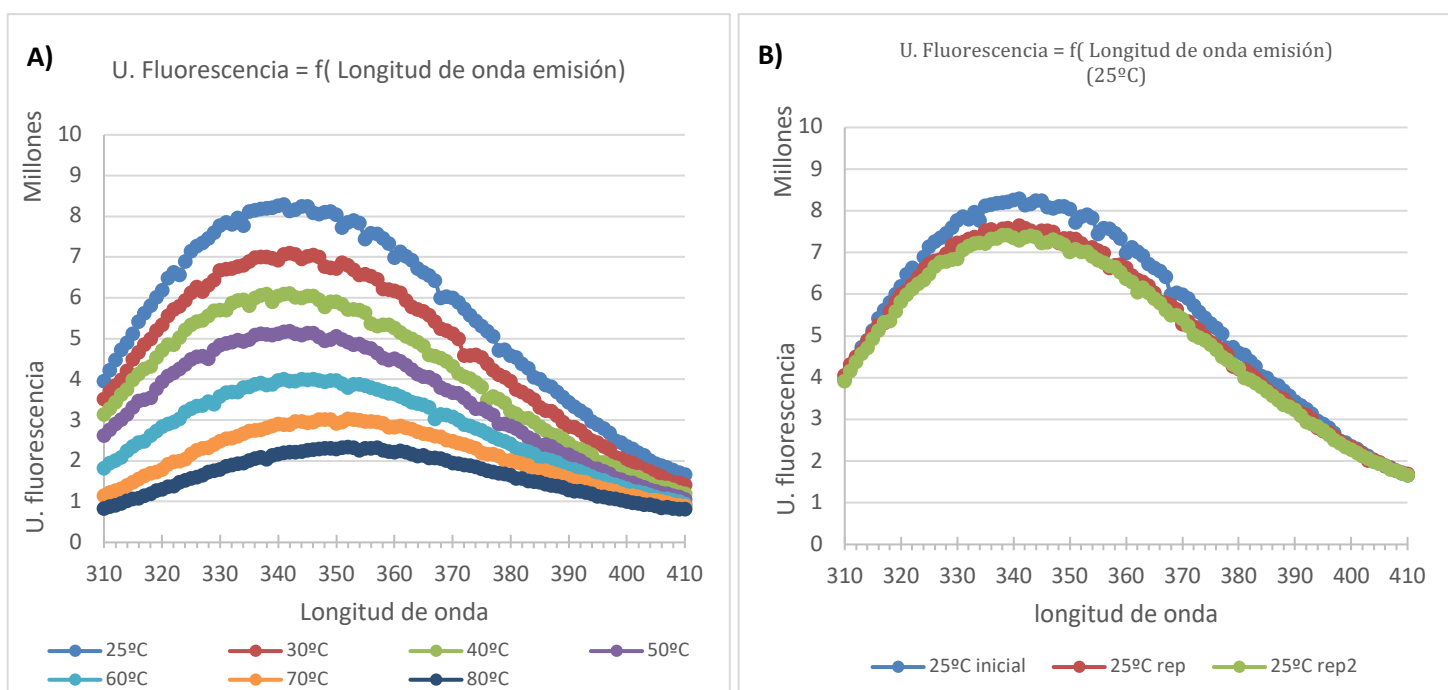 A)
U. Fluorescencia = f( Longitud de onda emisión)
Millones
U. fluorescencia
10
9
8
7
6
5
4
3
2
1
0
310 320 330 340 350 360 370 380 390 400 410
Longitud de onda
25ºC 30ºC 40ºC 50ºC
60ºC 70ºC 80ºC
B)
U. Fluorescencia = f( Longitud de onda emisión)
(25ºC)
Millones
U. fluorescencia
10
9
8
7
6
5
4
3
2
1
0
310 320 330 340 350 360 370 380 390 400 410
longitud de onda
25ºC inicial 25ºC rep 25ºC rep2